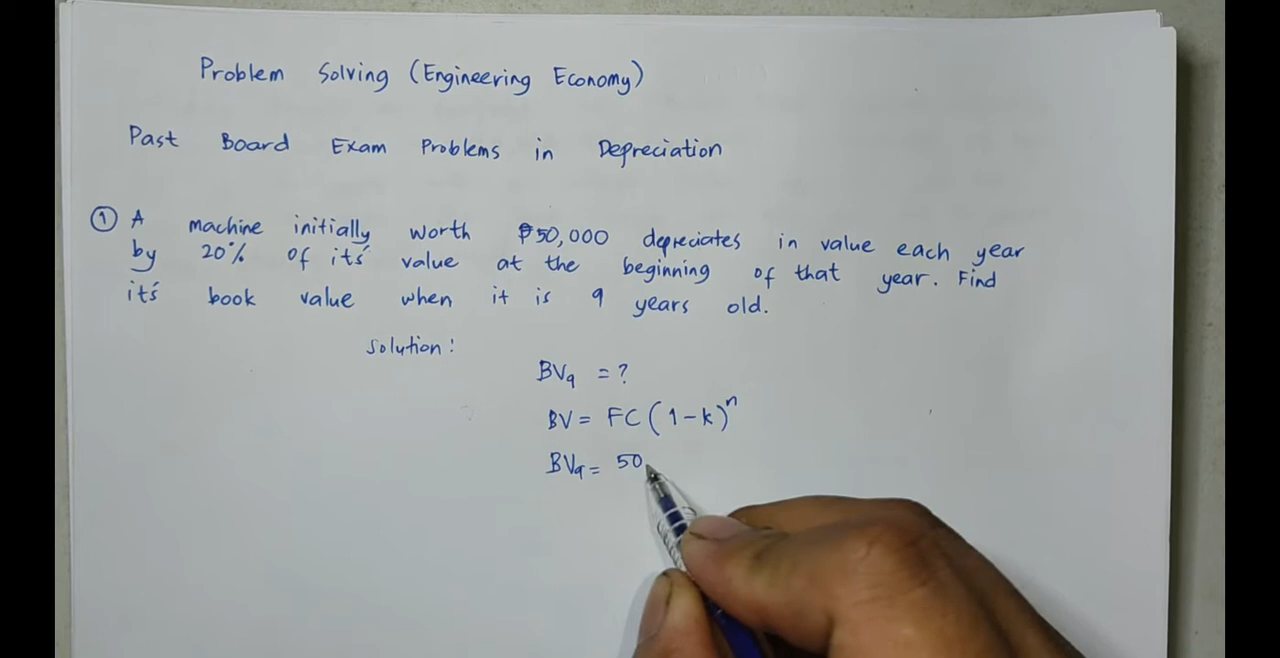 Problem Solving (Engineering Economy)
Past Board Exam Problems in Depreciation
① A machine initially worth ₱50,000 depreciates in value each year
by 20% of it's value at the beginning of that year. Find
it's book value when it is 9 years old.
Solution:
BV₉ = ?
BV = FC (1-k)ⁿ
BV₉ = 50